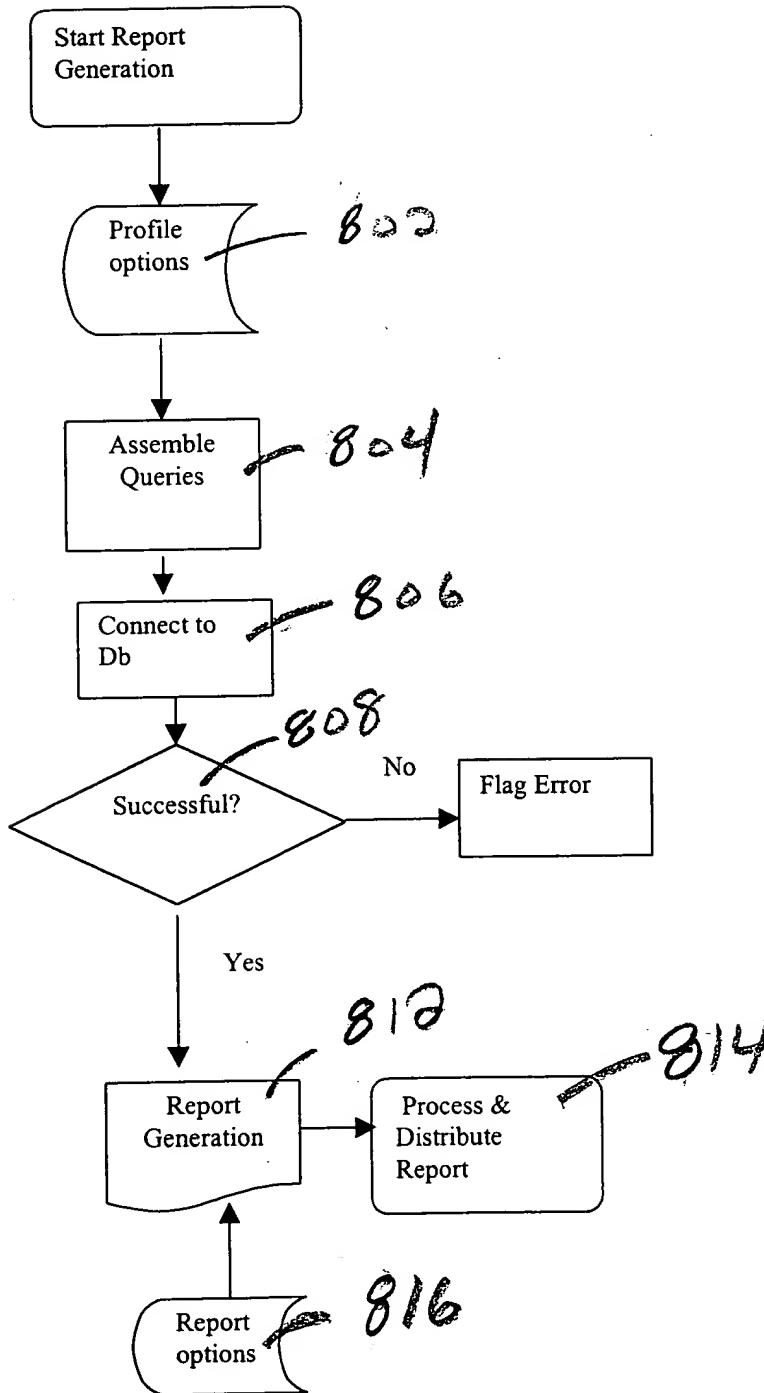 Start Report
Generation
Profile
options
802
Assemble
Queries
804
Connect to
Db
806
808
Successful?
No
Flag Error
Yes
812
814
Report
Generation
Process &
Distribute
Report
Report
options
816